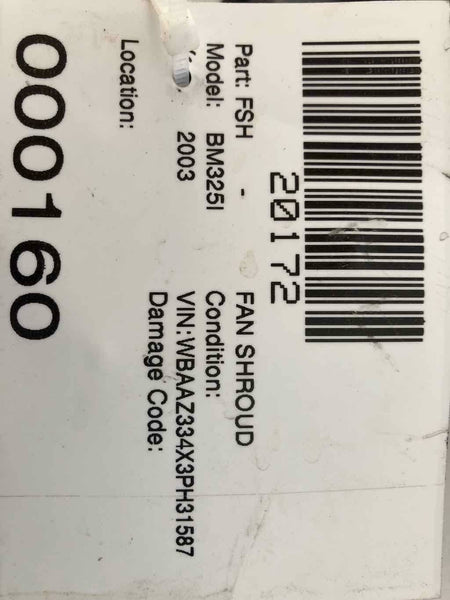 20172
Part: FSH - FAN SHROUD
Model: BM325I Condition:
2003 VIN:WBAAZ334X3PH31587
Damage Code:
Location:
000160